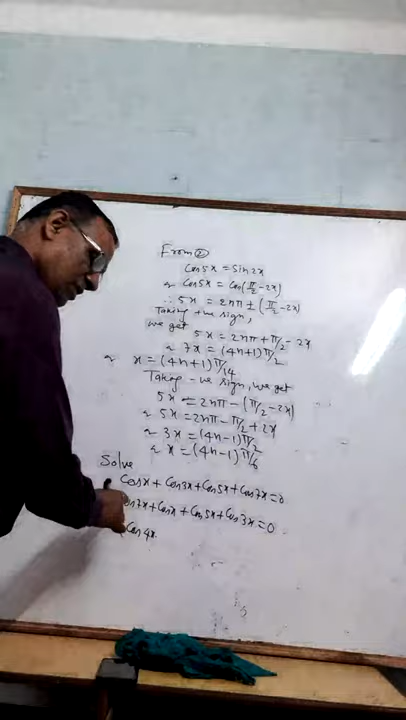 From ②
Cos5x = Sin2x
~ Cos5x = Cos(π/2 - 2x)
∴ 5x = 2nπ ± (π/2 - 2x)
Taking +ve sign,
we get
5x = 2nπ + π/2 - 2x
~ 7x = (4n+1)π/2
~ x = (4n+1)π/14
Taking -ve sign, we get
5x = 2nπ - (π/2 - 2x)
~ 5x = 2nπ - π/2 + 2x
~ 3x = (4n-1)π/2
~ x = (4n-1)π/6
Solve
Cosx + Cos3x + Cos5x + Cos7x = 0
7x + Cosx + Cos5x + Cos3x = 0
Cos4x